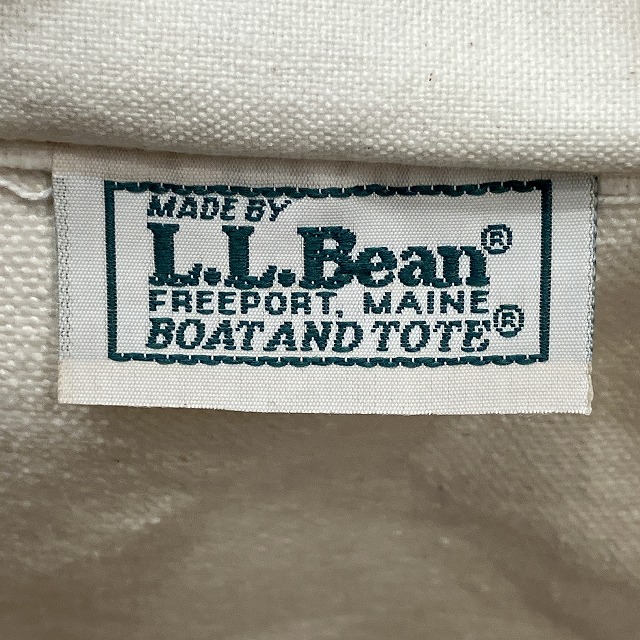 MADE BY
L.L.Bean®
FREEPORT, MAINE
BOAT AND TOTE®